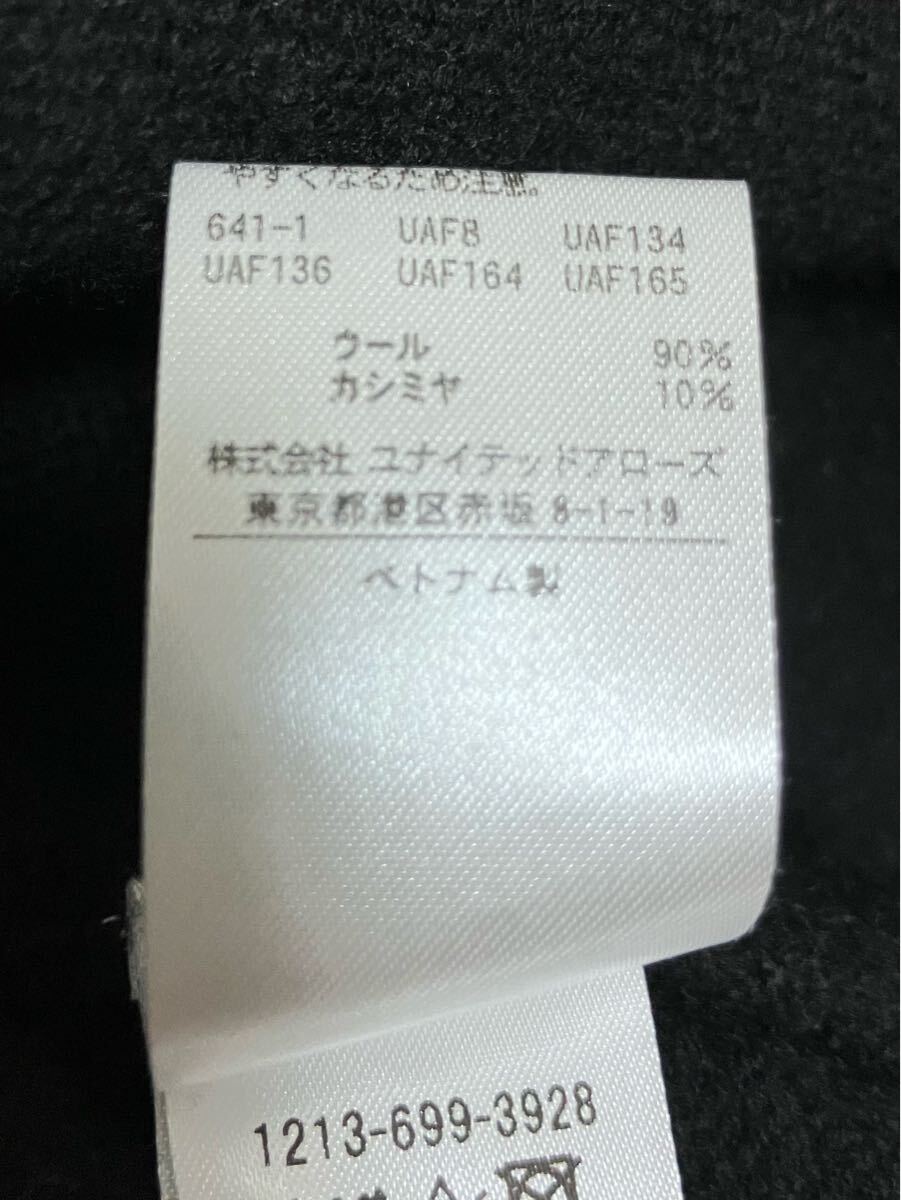 やすくなるため注意。
641-1 UAF8 UAF134
UAF136 UAF164 UAF165
ウール 90%
カシミヤ 10%
株式会社 ユナイテッドアローズ
東京都港区赤坂 8-1-19
ベトナム製
1213-699-3928